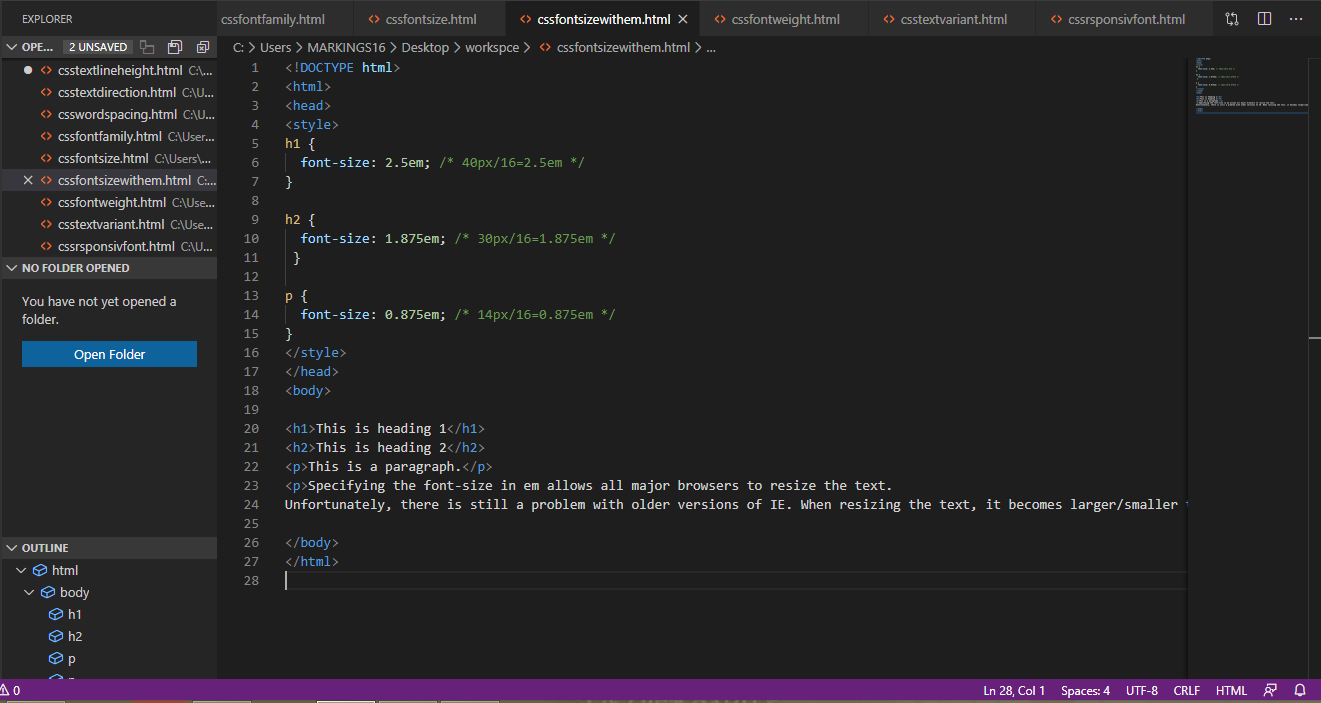 EXPLORER
cssfontfamily.html
cssfontsize.html
cssfontsizewithem.html
cssfontweight.html
csstextvariant.html
cssrsponsivfont.html
OPE... 2 UNSAVED
C: > Users > MARKINGS16 > Desktop > workspce > cssfontsizewithem.html > ...
csstextlineheight.html C:\...
csstextdirection.html C:\U...
csswordspacing.html C:\U...
cssfontfamily.html C:\User...
cssfontsize.html C:\Users\...
cssfontsizewithem.html C:...
cssfontweight.html C:\Use...
csstextvariant.html C:\Use...
cssrsponsivfont.html C:\U...
NO FOLDER OPENED
You have not yet opened a
folder.
Open Folder
OUTLINE
html
body
h1
h2
p
1 <!DOCTYPE html>
2 <html>
3 <head>
4 <style>
5 h1 {
6 font-size: 2.5em; /* 40px/16=2.5em */
7 }
8
9 h2 {
10 font-size: 1.875em; /* 30px/16=1.875em */
11 }
12
13 p {
14 font-size: 0.875em; /* 14px/16=0.875em */
15 }
16 </style>
17 </head>
18 <body>
19
20 <h1>This is heading 1</h1>
21 <h2>This is heading 2</h2>
22 <p>This is a paragraph.</p>
23 <p>Specifying the font-size in em allows all major browsers to resize the text.
24 Unfortunately, there is still a problem with older versions of IE. When resizing the text, it becomes larger/smaller
25
26 </body>
27 </html>
28
0
Ln 28, Col 1
Spaces: 4
UTF-8
CRLF
HTML